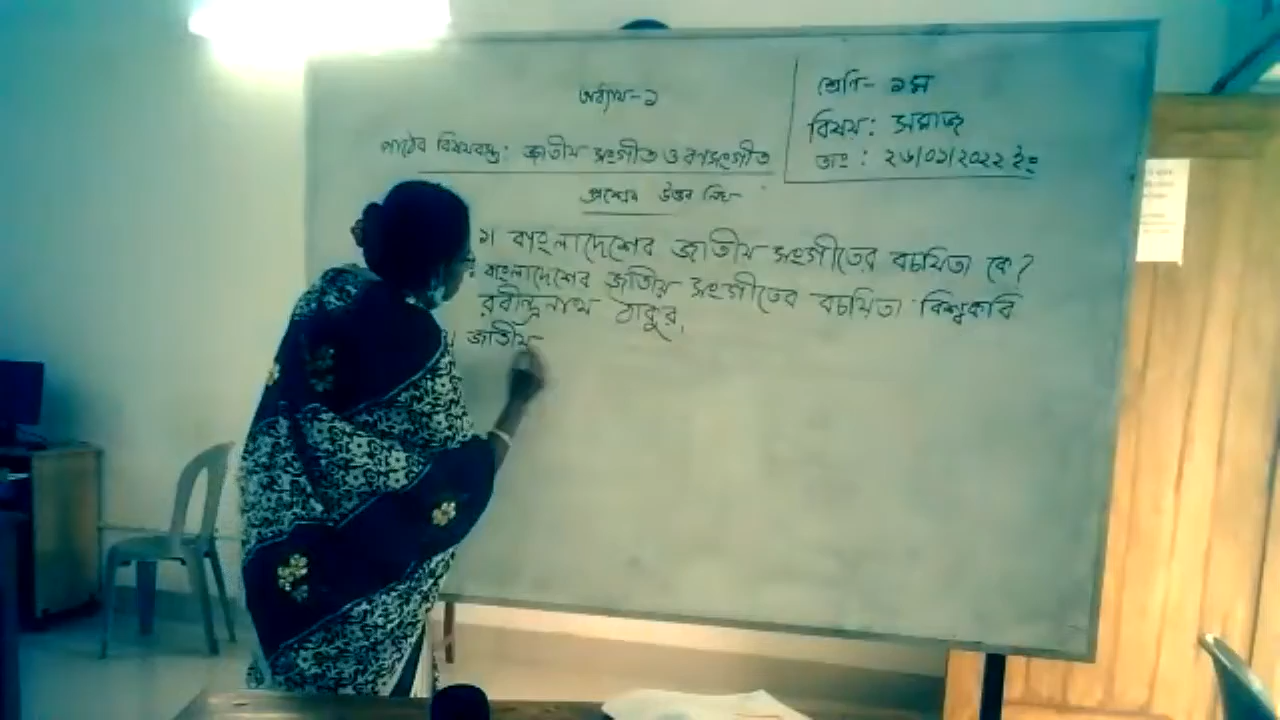 অধ্যায়-১
পাঠের বিষয়বস্তু: জাতীয় সংগীত ও রণসংগীত
শ্রেণি- ১ম
বিষয়: সমাজ
তাং: ২৬/০১/২০২২ ইং
প্রশ্নের উত্তর লিখ-
১। বাংলাদেশের জাতীয় সংগীতের রচয়িতা কে?
বাংলাদেশের জাতীয় সংগীতের রচয়িতা বিশ্বকবি
রবীন্দ্রনাথ ঠাকুর।
জাতীয়